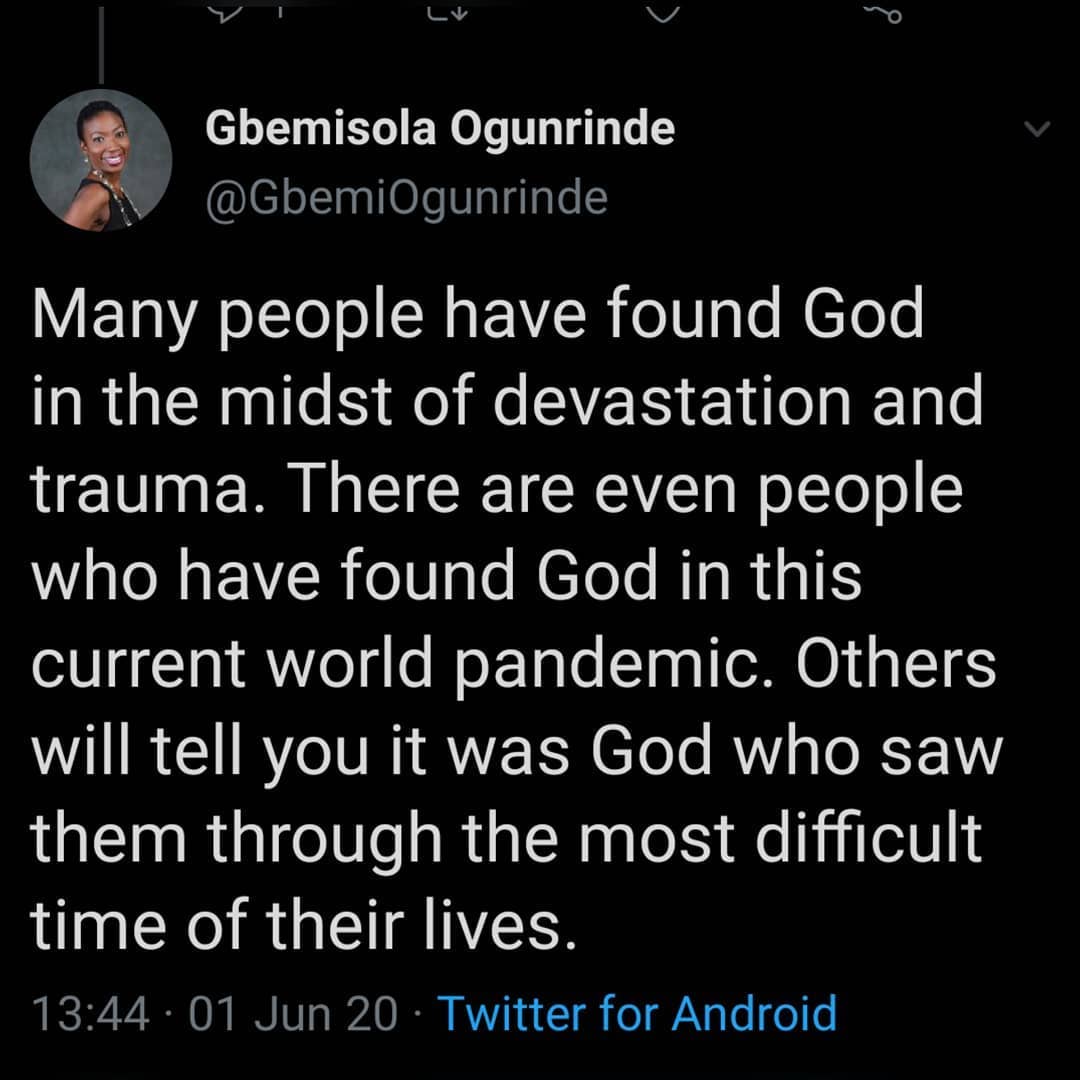 Gbemisola Ogunrinde
@GbemiOgunrinde
Many people have found God
in the midst of devastation and
trauma. There are even people
who have found God in this
current world pandemic. Others
will tell you it was God who saw
them through the most difficult
time of their lives.
13:44 · 01 Jun 20 · Twitter for Android